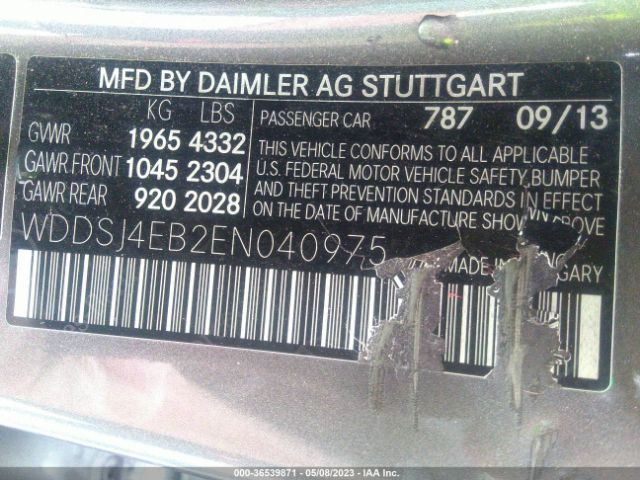 MFD BY DAIMLER AG STUTTGART
KG LBS
GVWR 1965 4332
GAWR FRONT 1045 2304
GAWR REAR 920 2028
PASSENGER CAR 787 09/13
THIS VEHICLE CONFORMS TO ALL APPLICABLE
U.S. FEDERAL MOTOR VEHICLE SAFETY, BUMPER
AND THEFT PREVENTION STANDARDS IN EFFECT
ON THE DATE OF MANUFACTURE SHOWN ABOVE
WDDSJ4EB2EN040975
MADE IN
000-36539871 - 05/08/2023 - IAA Inc.